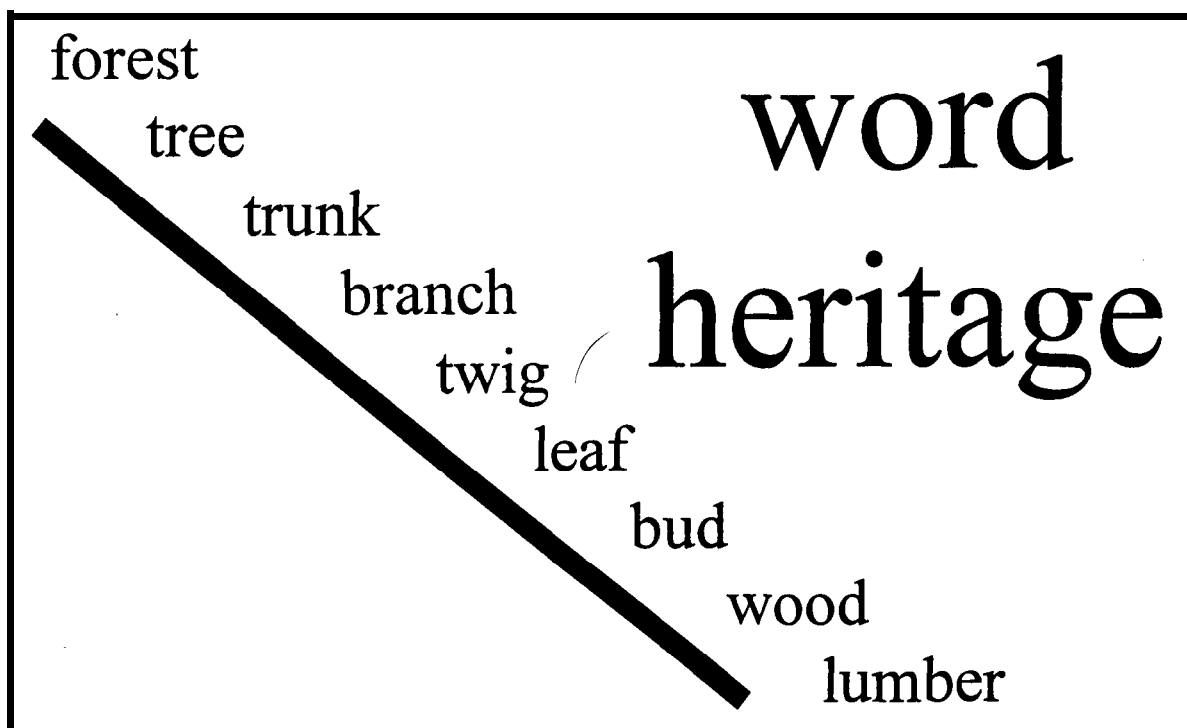 forest
tree
trunk
branch
twig
leaf
bud
wood
lumber
word
heritage